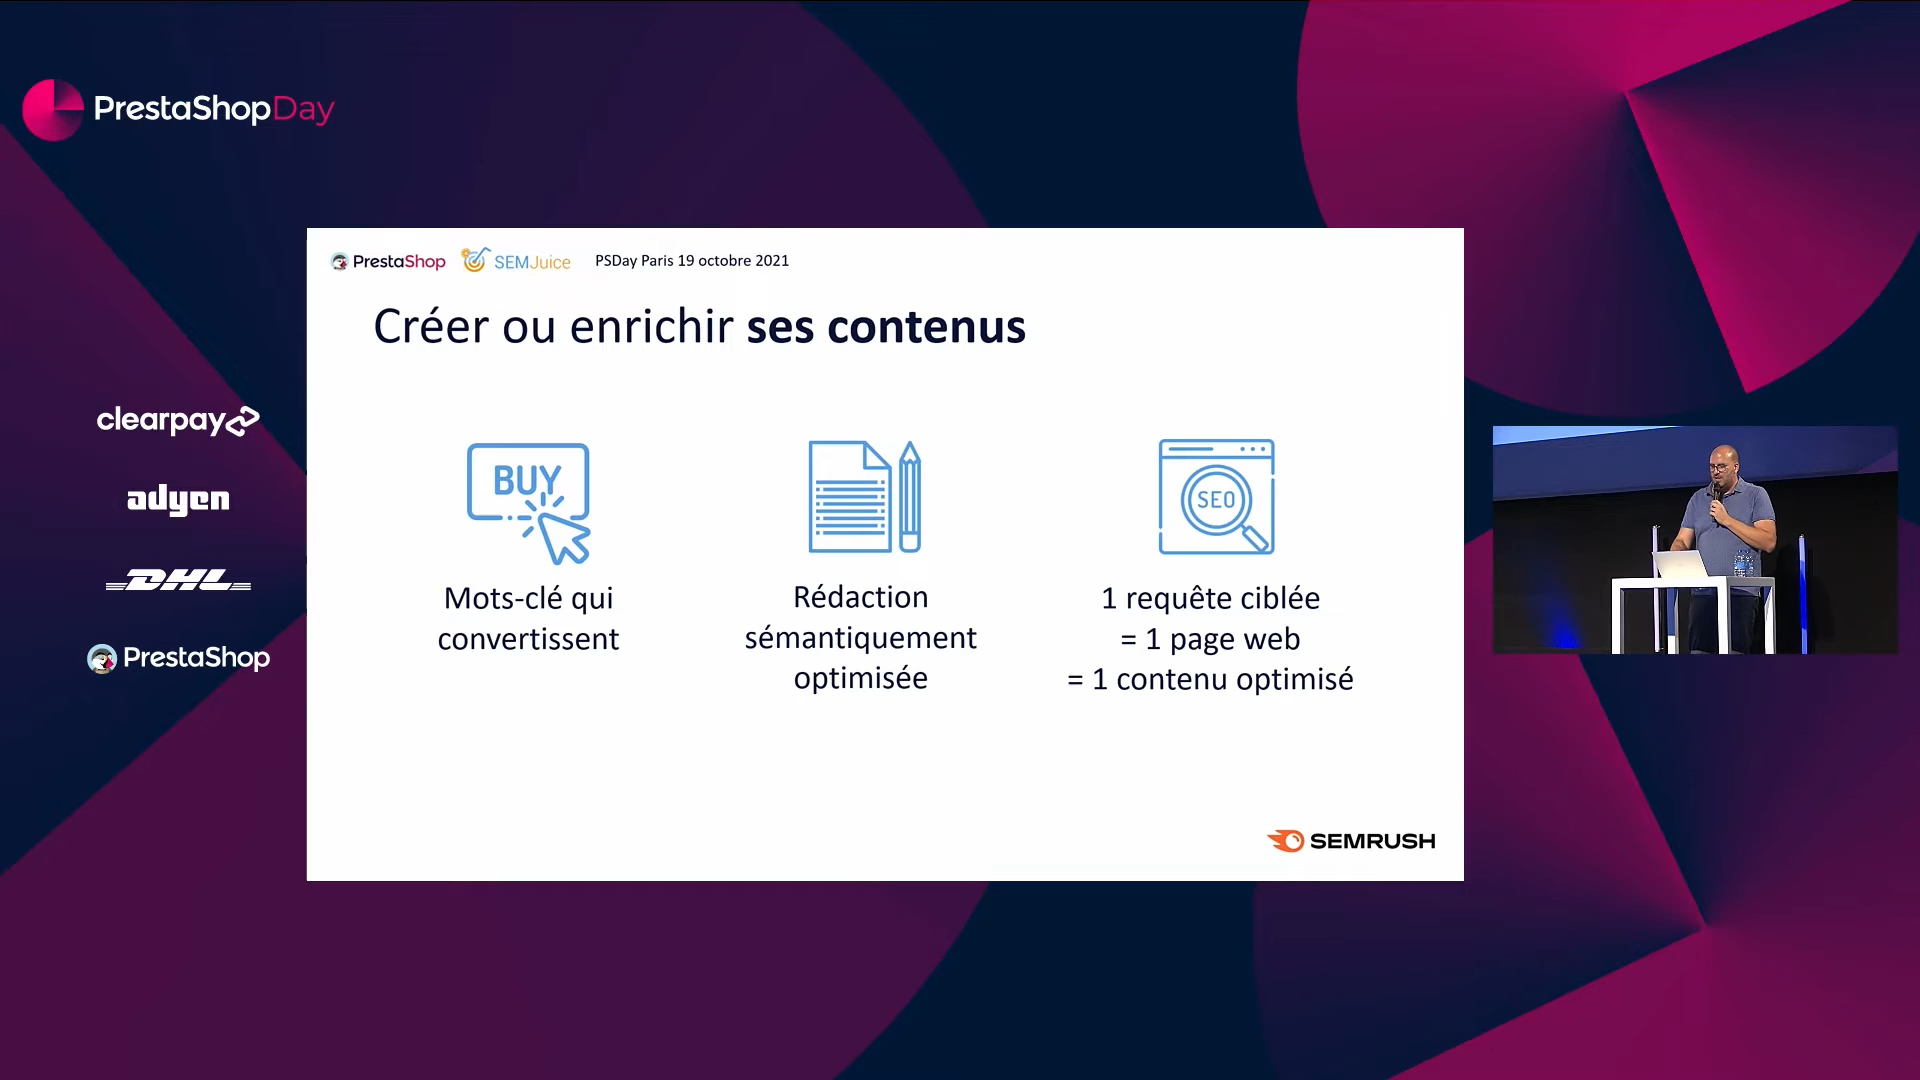 PrestaShopDay
clearpay
adyen
DHL
PrestaShop
PrestaShop SEMJuice PSDay Paris 19 octobre 2021
Créer ou enrichir ses contenus
BUY
Mots-clé qui
convertissent
Rédaction
sémantiquement
optimisée
SEO
1 requête ciblée
= 1 page web
= 1 contenu optimisé
SEMRUSH